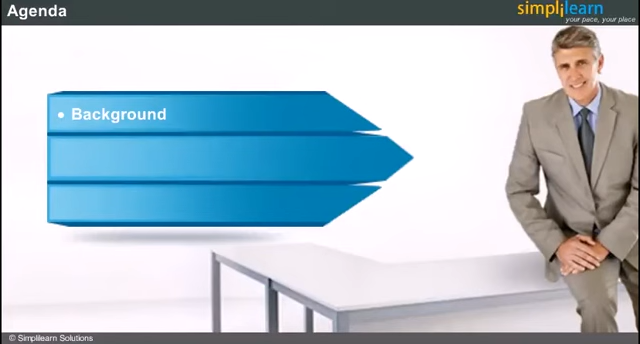 Agenda
simplilearn
your pace, your place
• Background
© Simplilearn Solutions